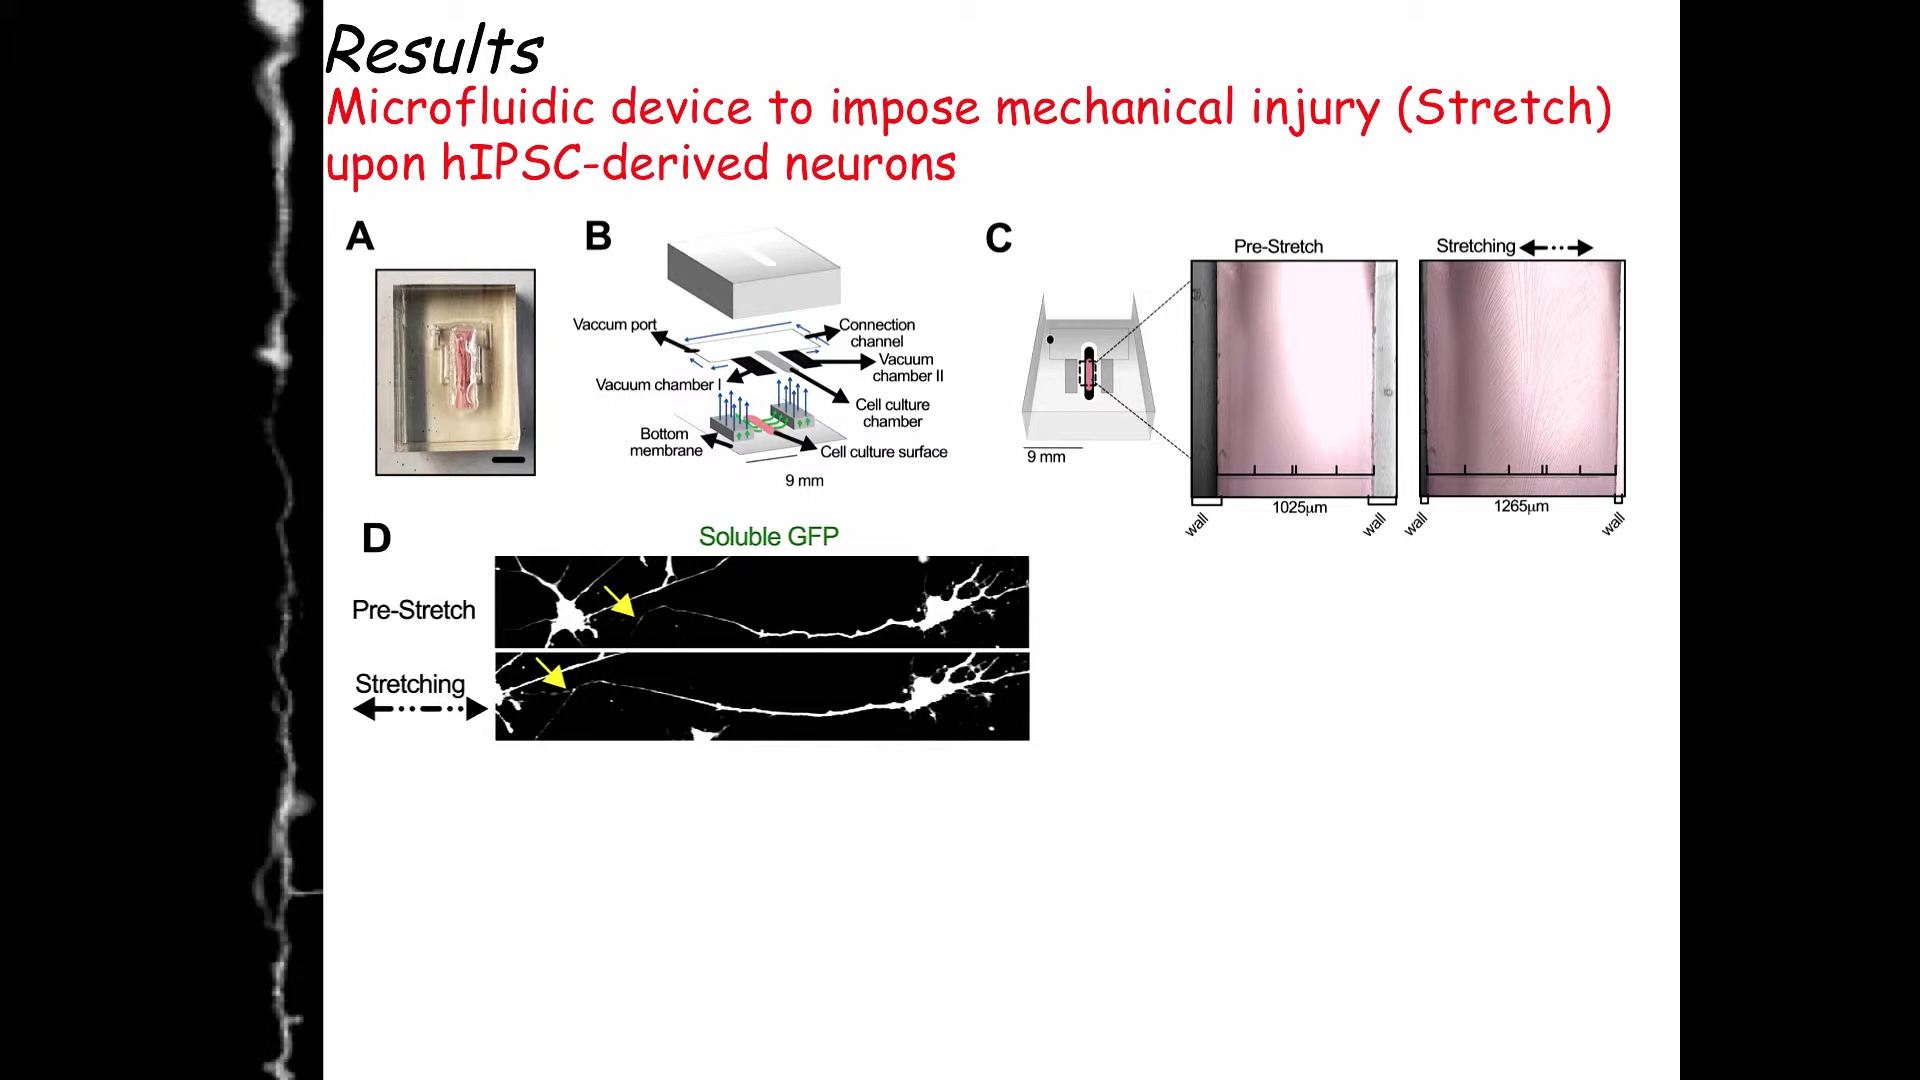 Results
Microfluidic device to impose mechanical injury (Stretch)
upon hIPSC-derived neurons
A
B
Vaccum port
Connection
channel
Vacuum
chamber II
Vacuum chamber I
Cell culture
chamber
Bottom
membrane
Cell culture surface
9 mm
C
Pre-Stretch
Stretching
9 mm
wall
1025µm
wall
wall
1265µm
wall
D
Soluble GFP
Pre-Stretch
Stretching